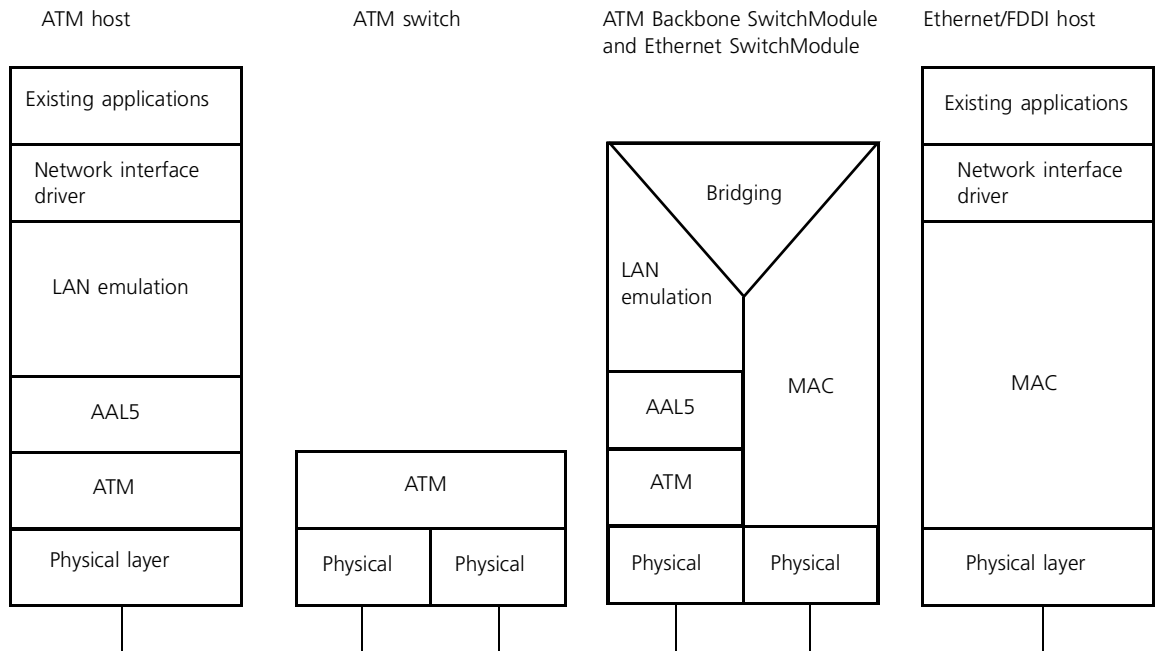 ATM host
ATM switch
ATM Backbone SwitchModule
and Ethernet SwitchModule
Ethernet/FDDI host
Existing applications
Network interface
driver
LAN emulation
AAL5
ATM
Physical layer
ATM
Physical
Physical
Bridging
LAN
emulation
MAC
AAL5
ATM
Physical
Physical
Existing applications
Network interface
driver
MAC
Physical layer